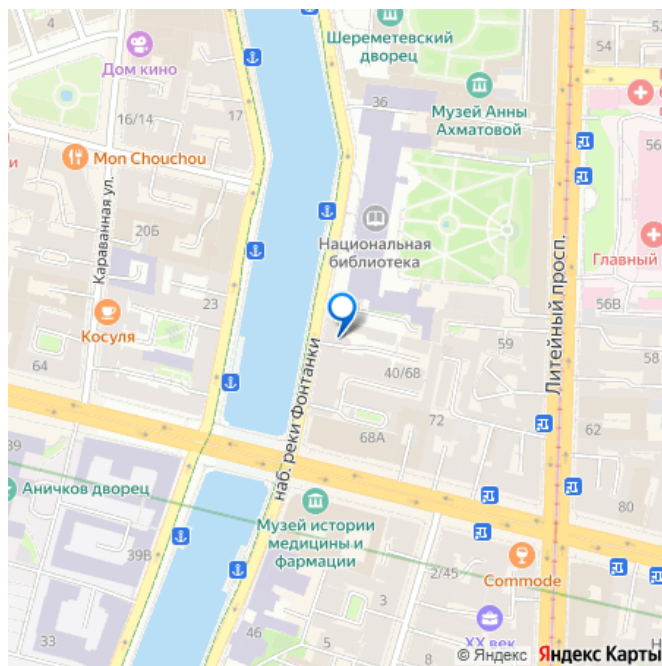 Шереметевский
дворец
54
52
Дом кино
36
16/14
17
Музей Анны
Ахматовой
56
Mon Chouchou
и
Караванная ул.
20Б
Национальная
библиотека
Литейный просп.
Главный
23
56В
Косуля
наб. реки Фонтанки
59
64
40/68
72
68А
62
39
Аничков дворец
80
Музей истории
медицины и
фармации
39В
Commode
2/45
XX век
33
46
5
Н
© Яндекс Яндекс Карты